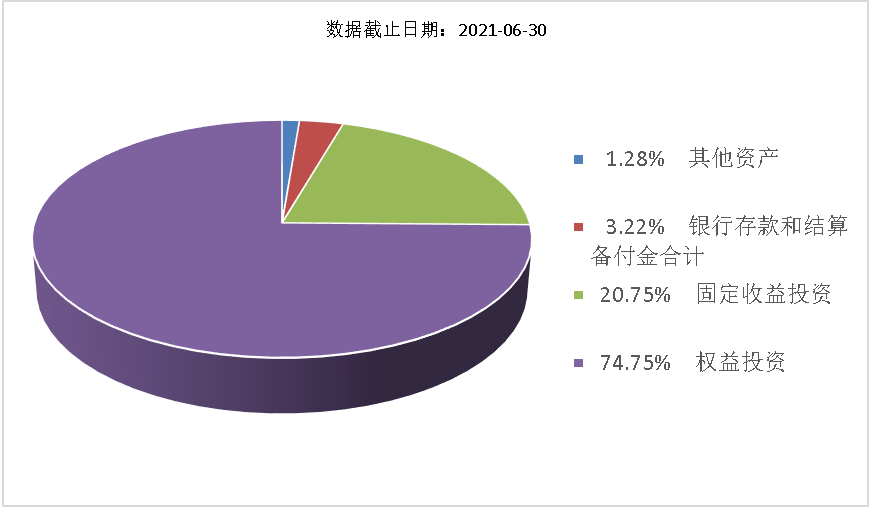 数据截止日期：2021-06-30
1.28% 其他资产
3.22% 银行存款和结算
备付金合计
20.75% 固定收益投资
74.75% 权益投资